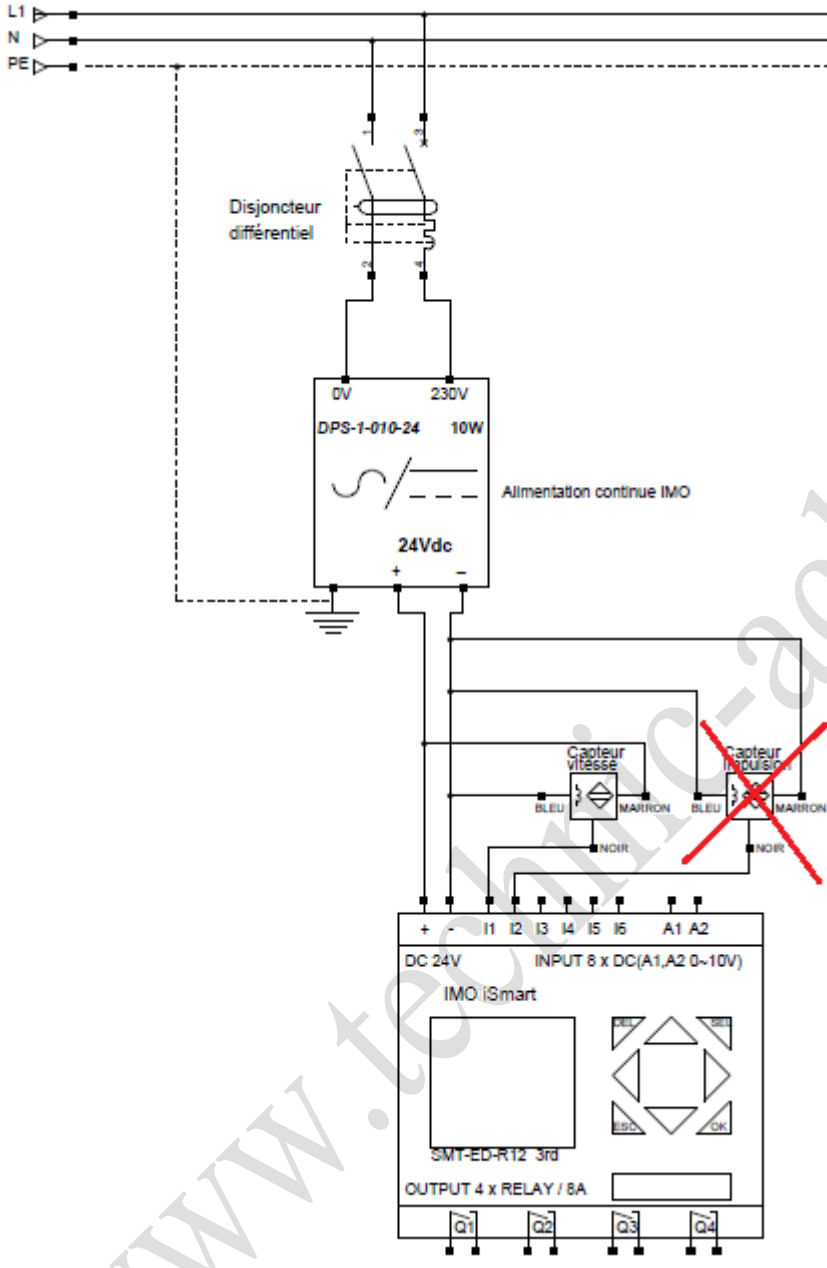 L1
N
PE
1
3
Disjoncteur
différentiel
2
4
0V 230V
DPS-1-010-24 10W
Alimentation continue IMO
24Vdc
+ –
Capteur
vitesse
Capteur
impulsion
BLEU MARRON BLEU MARRON
NOIR NOIR
+ - I1 I2 I3 I4 I5 I6 A1 A2
DC 24V INPUT 8 x DC(A1,A2 0~10V)
IMO iSmart
DEL SEL
ESC OK
SMT-ED-R12 3rd
OUTPUT 4 x RELAY / 8A
Q1 Q2 Q3 Q4
www.technic-ac